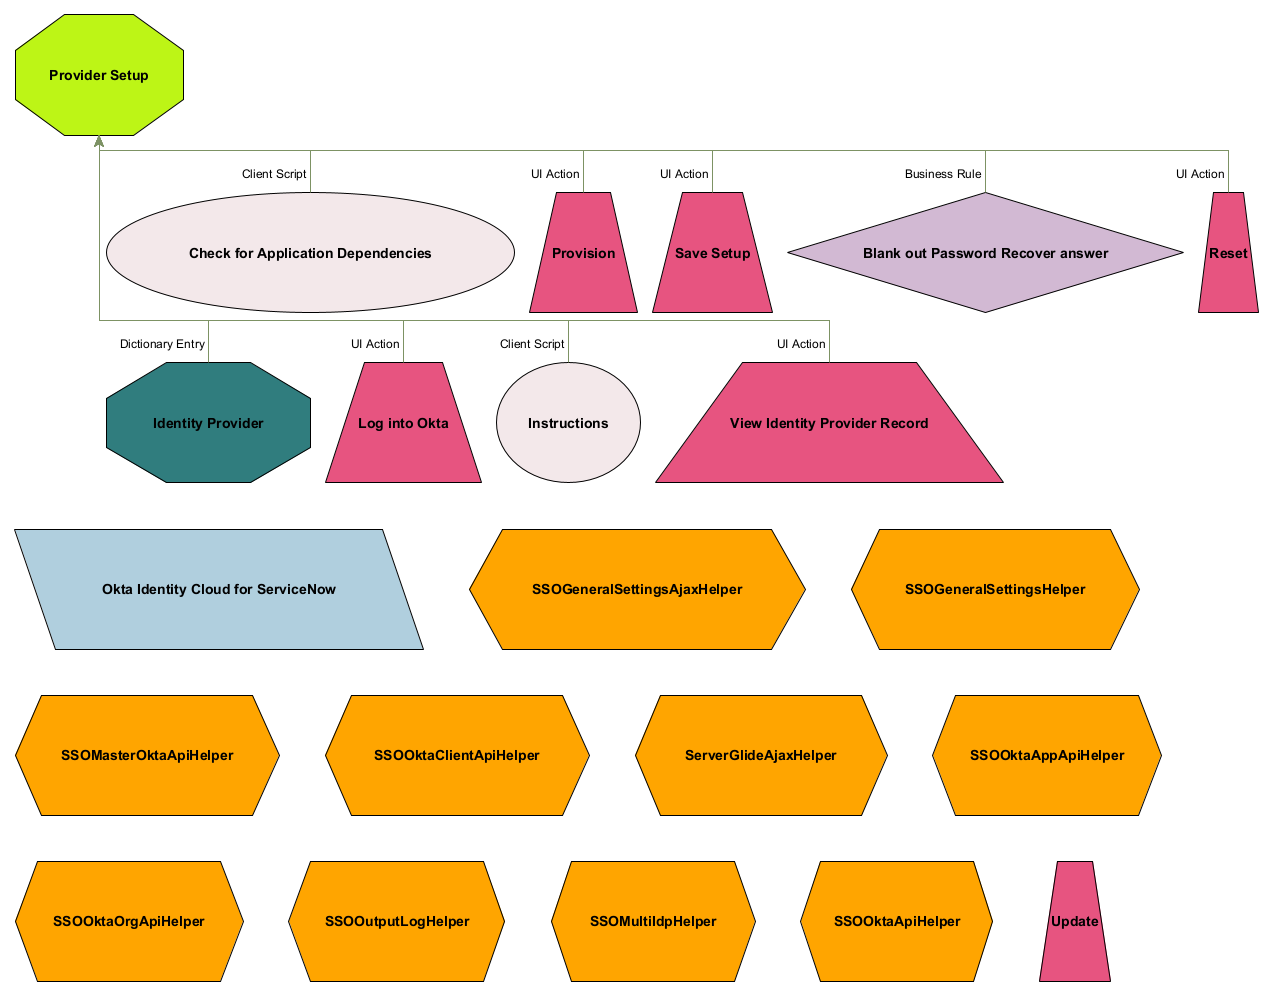 Provider Setup
Client Script
UI Action
UI Action
Business Rule
UI Action
Check for Application Dependencies
Provision
Save Setup
Blank out Password Recover answer
Reset
Dictionary Entry
UI Action
Client Script
UI Action
Identity Provider
Log into Okta
Instructions
View Identity Provider Record
Okta Identity Cloud for ServiceNow
SSOGeneralSettingsAjaxHelper
SSOGeneralSettingsHelper
SSOMasterOktaApiHelper
SSOOktaClientApiHelper
ServerGlideAjaxHelper
SSOOktaAppApiHelper
SSOOktaOrgApiHelper
SSOOutputLogHelper
SSOMultiIdpHelper
SSOOktaApiHelper
Update